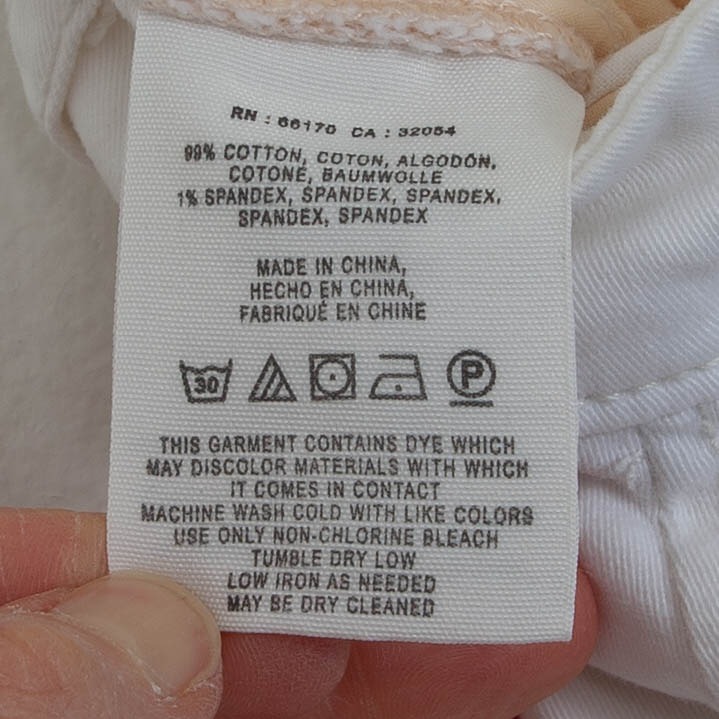 RN : 66170 CA : 32054
99% COTTON, COTON, ALGODÓN,
COTONE, BAUMWOLLE
1% SPANDEX, SPANDEX, SPANDEX,
SPANDEX, SPANDEX
MADE IN CHINA,
HECHO EN CHINA,
FABRIQUÉ EN CHINE
30 P
THIS GARMENT CONTAINS DYE WHICH
MAY DISCOLOR MATERIALS WITH WHICH
IT COMES IN CONTACT
MACHINE WASH COLD WITH LIKE COLORS
USE ONLY NON-CHLORINE BLEACH
TUMBLE DRY LOW
LOW IRON AS NEEDED
MAY BE DRY CLEANED